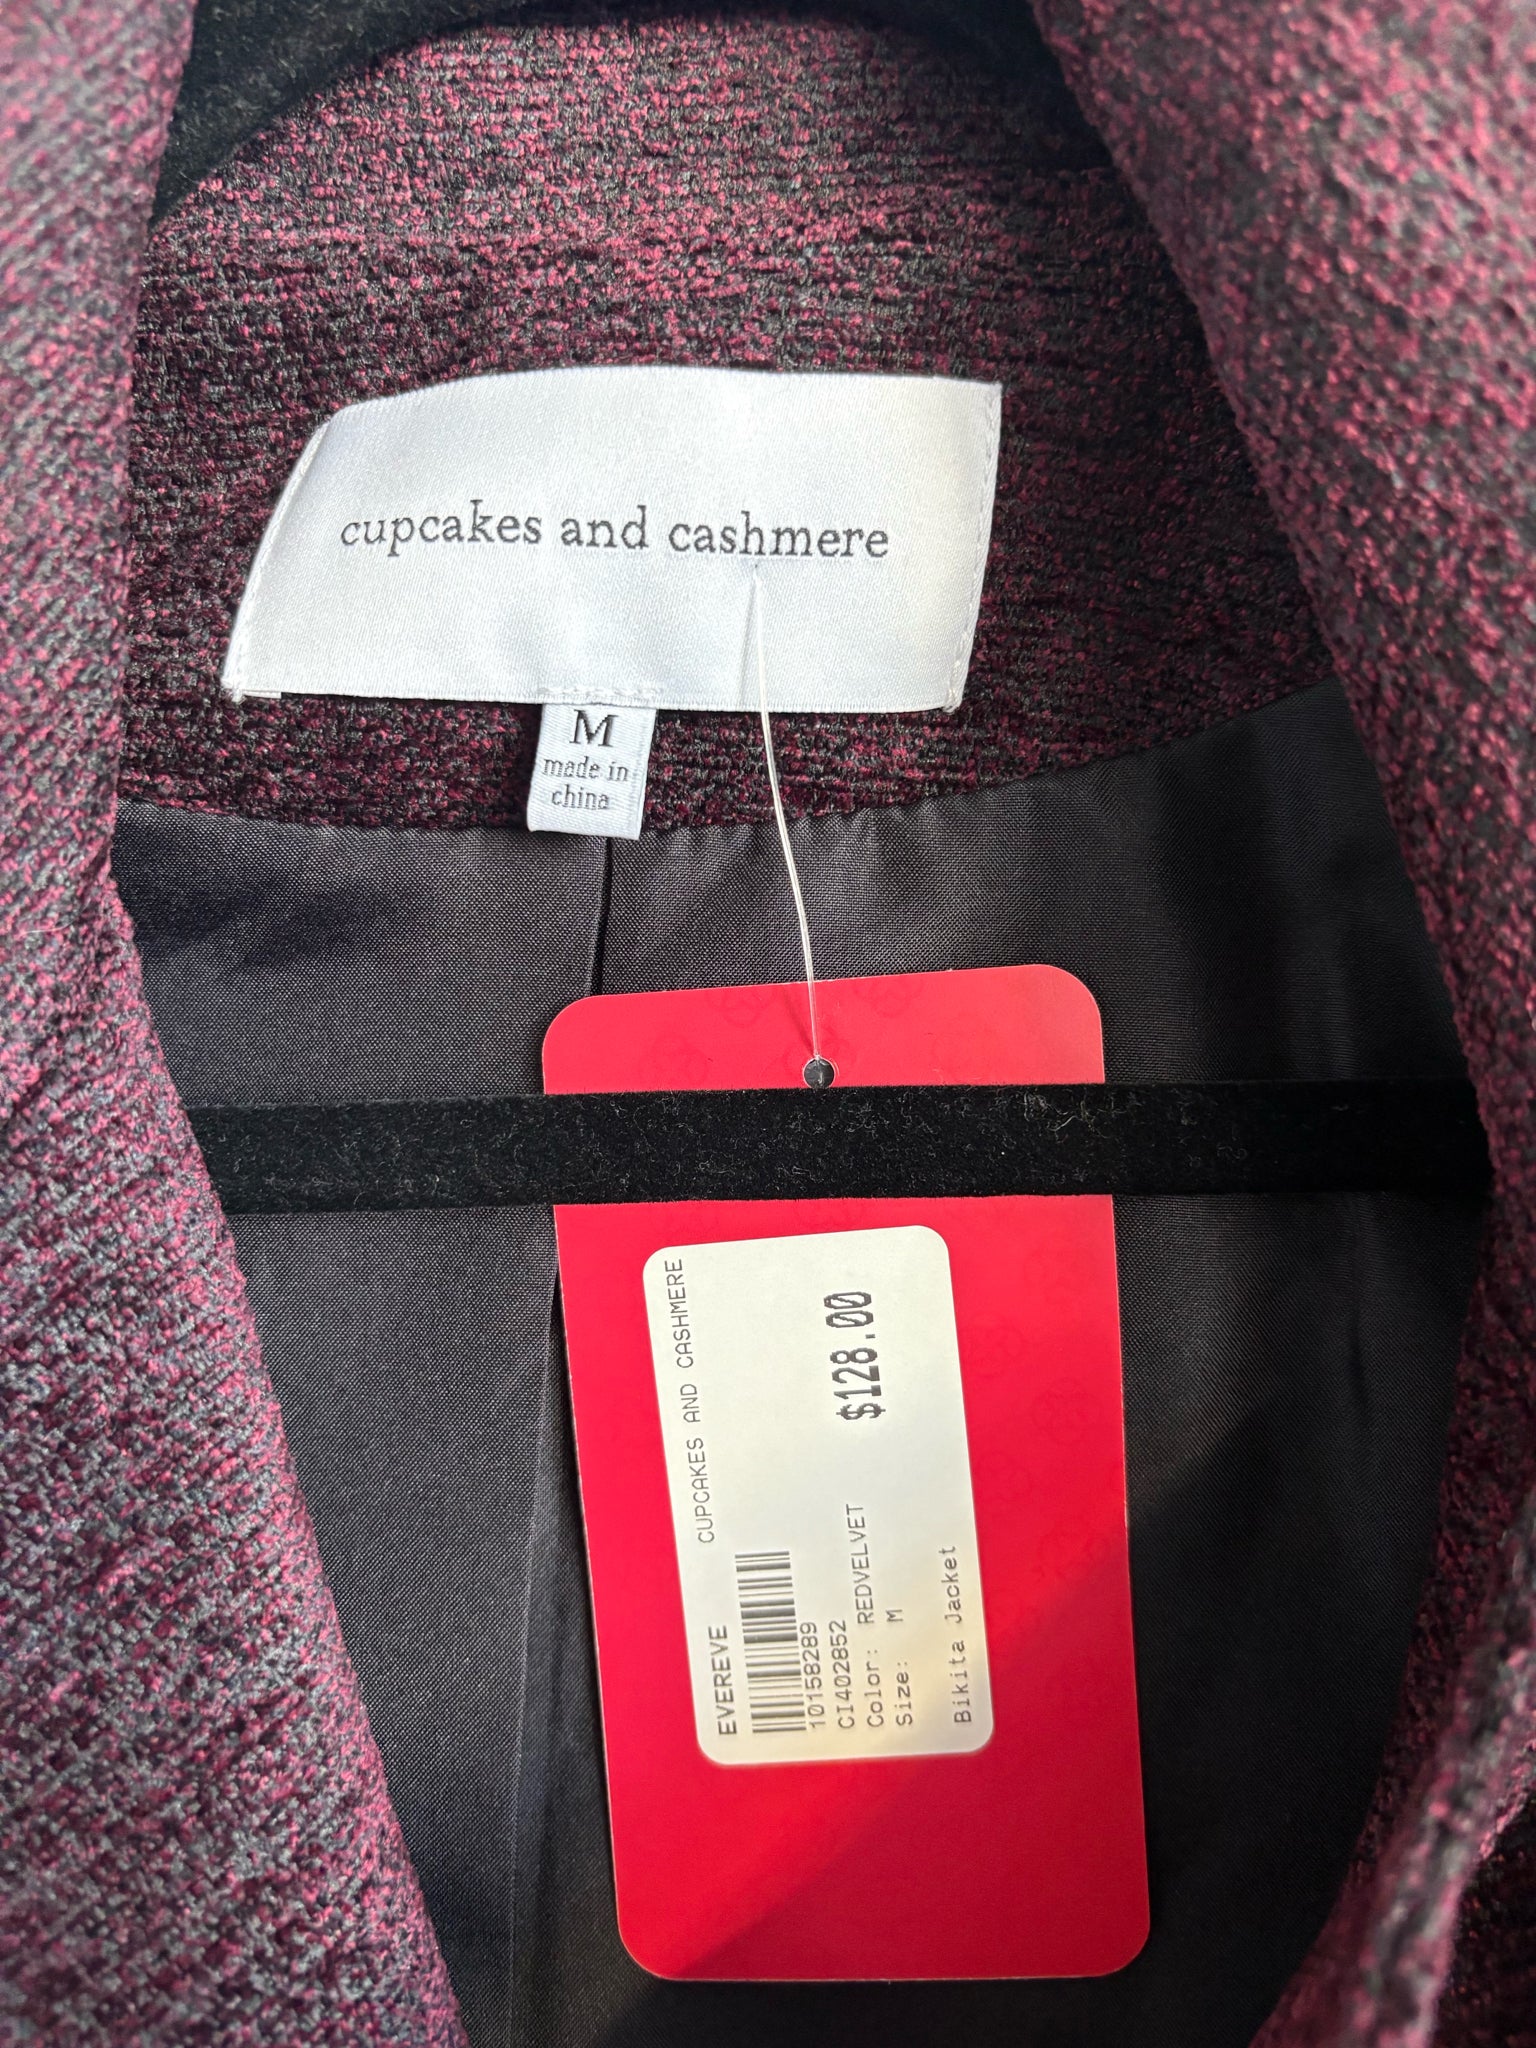 cupcakes and cashmere
M
made in
china
CUPCAKES AND CASHMERE
$128.00
EVEREVE
10158289
CI402852
Color: REDVELVET
Size: M
Bikita Jacket